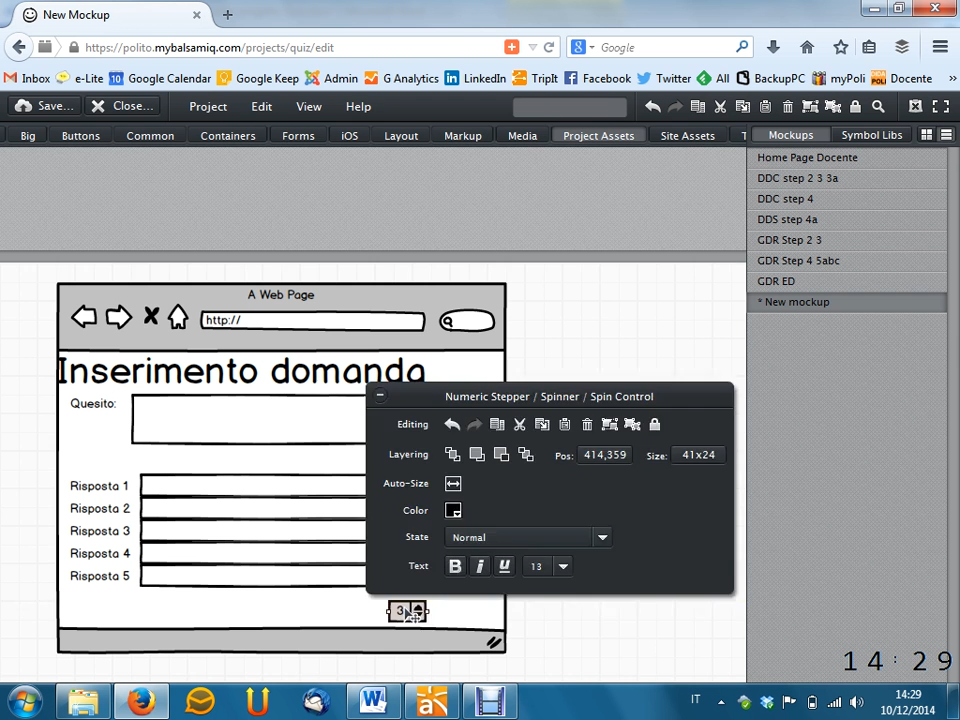 New Mockup
https://polito.mybalsamiq.com/projects/quiz/edit
Google
Inbox e-Lite Google Calendar Google Keep Admin G Analytics LinkedIn TripIt Facebook Twitter All BackupPC myPoli Docente »
Save... Close... Project Edit View Help
Big Buttons Common Containers Forms iOS Layout Markup Media Project Assets Site Assets T Mockups Symbol Libs
Home Page Docente
DDC step 2 3 3a
DDC step 4
DDS step 4a
GDR Step 2 3
GDR Step 4 5abc
GDR ED
* New mockup
A Web Page
http://
Inserimento domanda
Quesito:
Risposta 1
Risposta 2
Risposta 3
Risposta 4
Risposta 5
3
Numeric Stepper / Spinner / Spin Control
Editing
Layering Pos: 414,359 Size: 41x24
Auto-Size
Color
State Normal
Text B i U 13
14:29
IT 14:29
10/12/2014